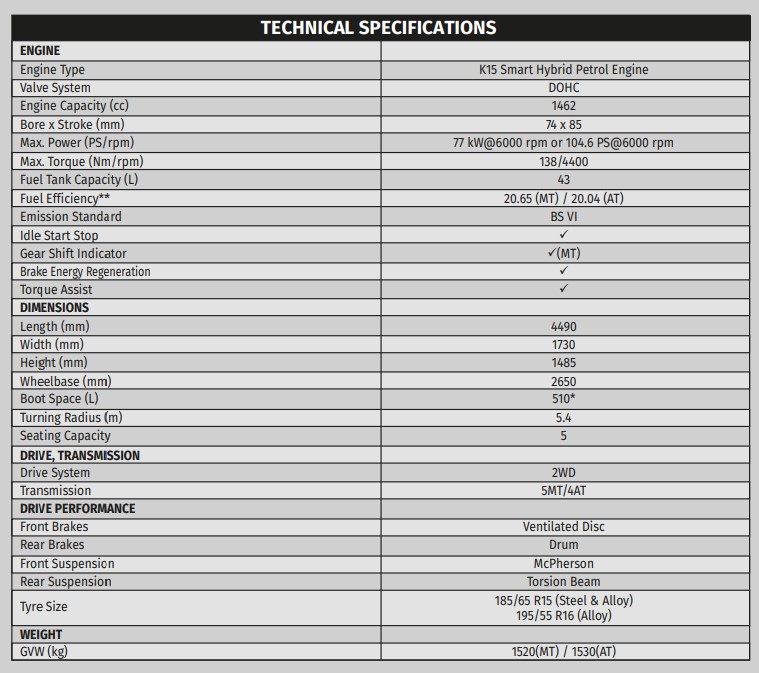 TECHNICAL SPECIFICATIONS
ENGINE
Engine Type K15 Smart Hybrid Petrol Engine
Valve System DOHC
Engine Capacity (cc) 1462
Bore x Stroke (mm) 74 x 85
Max. Power (PS/rpm) 77 kW@6000 rpm or 104.6 PS@6000 rpm
Max. Torque (Nm/rpm) 138/4400
Fuel Tank Capacity (L) 43
Fuel Efficiency** 20.65 (MT) / 20.04 (AT)
Emission Standard BS VI
Idle Start Stop ✓
Gear Shift Indicator ✓(MT)
Brake Energy Regeneration ✓
Torque Assist ✓
DIMENSIONS
Length (mm) 4490
Width (mm) 1730
Height (mm) 1485
Wheelbase (mm) 2650
Boot Space (L) 510*
Turning Radius (m) 5.4
Seating Capacity 5
DRIVE, TRANSMISSION
Drive System 2WD
Transmission 5MT/4AT
DRIVE PERFORMANCE
Front Brakes Ventilated Disc
Rear Brakes Drum
Front Suspension McPherson
Rear Suspension Torsion Beam
Tyre Size 185/65 R15 (Steel & Alloy)
195/55 R16 (Alloy)
WEIGHT
GVW (kg) 1520(MT) / 1530(AT)